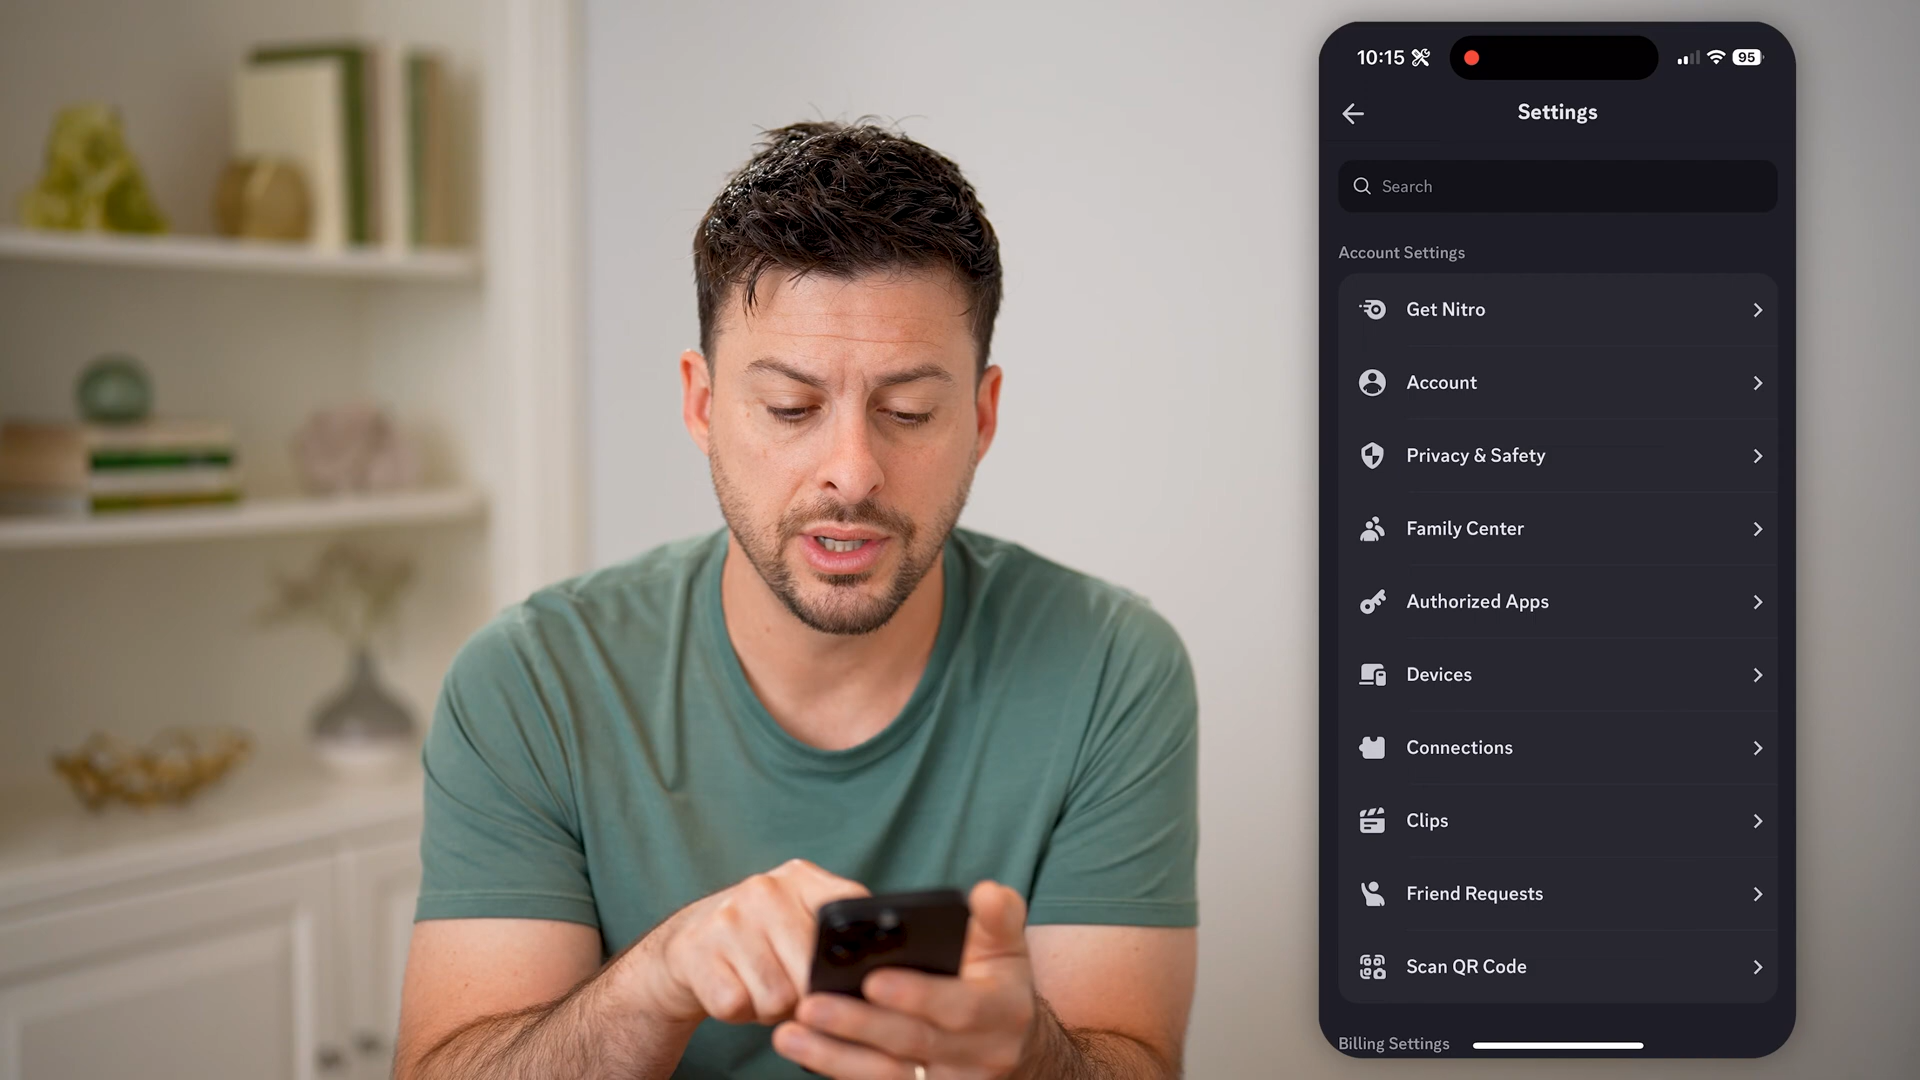 10:15
95
Settings
Search
Account Settings
Get Nitro
Account
Privacy & Safety
Family Center
Authorized Apps
Devices
Connections
Clips
Friend Requests
Scan QR Code
Billing Settings